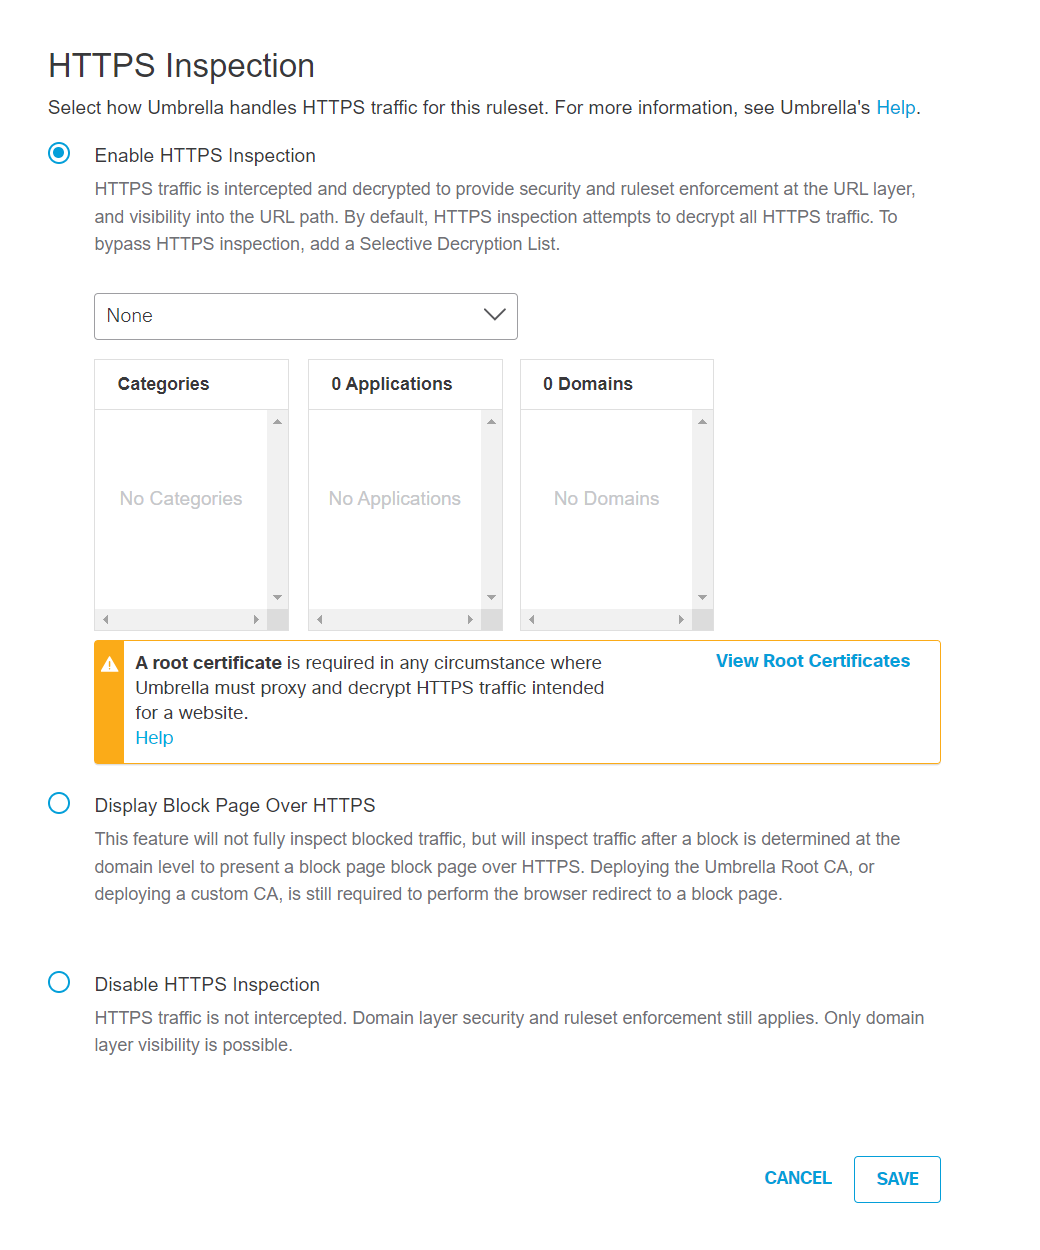 HTTPS Inspection
Select how Umbrella handles HTTPS traffic for this ruleset. For more information, see Umbrella's Help.
Enable HTTPS Inspection
HTTPS traffic is intercepted and decrypted to provide security and ruleset enforcement at the URL layer,
and visibility into the URL path. By default, HTTPS inspection attempts to decrypt all HTTPS traffic. To
bypass HTTPS inspection, add a Selective Decryption List.
None
Categories
0 Applications
0 Domains
No Categories
No Applications
No Domains
A root certificate is required in any circumstance where
Umbrella must proxy and decrypt HTTPS traffic intended
for a website.
Help
View Root Certificates
Display Block Page Over HTTPS
This feature will not fully inspect blocked traffic, but will inspect traffic after a block is determined at the
domain level to present a block page block page over HTTPS. Deploying the Umbrella Root CA, or
deploying a custom CA, is still required to perform the browser redirect to a block page.
Disable HTTPS Inspection
HTTPS traffic is not intercepted. Domain layer security and ruleset enforcement still applies. Only domain
layer visibility is possible.
CANCEL
SAVE